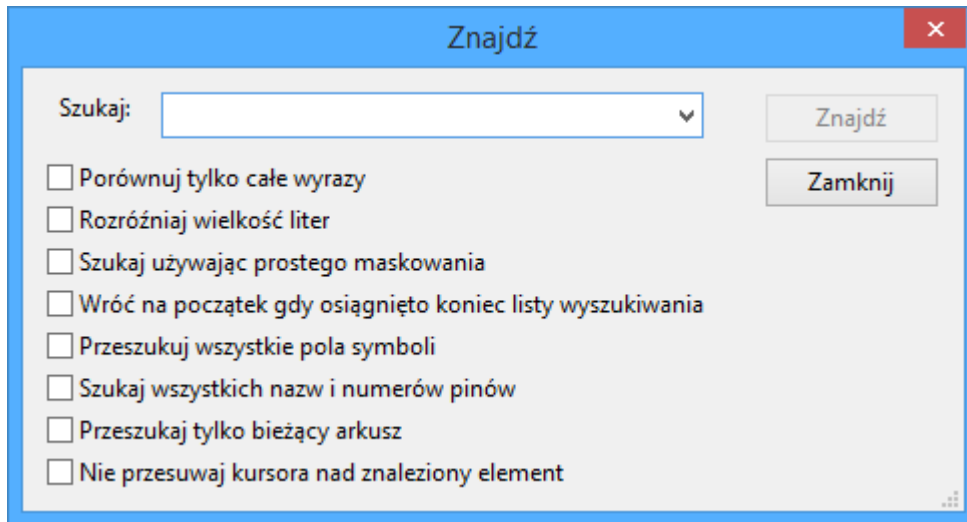 Znajdź
Szukaj:
Znajdź
Porównuj tylko całe wyrazy
Zamknij
Rozróźniaj wielkość liter
Szukaj używając prostego maskowania
Wróć na początek gdy osiągnięto koniec listy wyszukiwania
Przeszukuj wszystkie pola symboli
Szukaj wszystkich nazw i numerów pinów
Przeszukaj tylko bieżący arkusz
Nie przesuwaj kursora nad znaleziony element